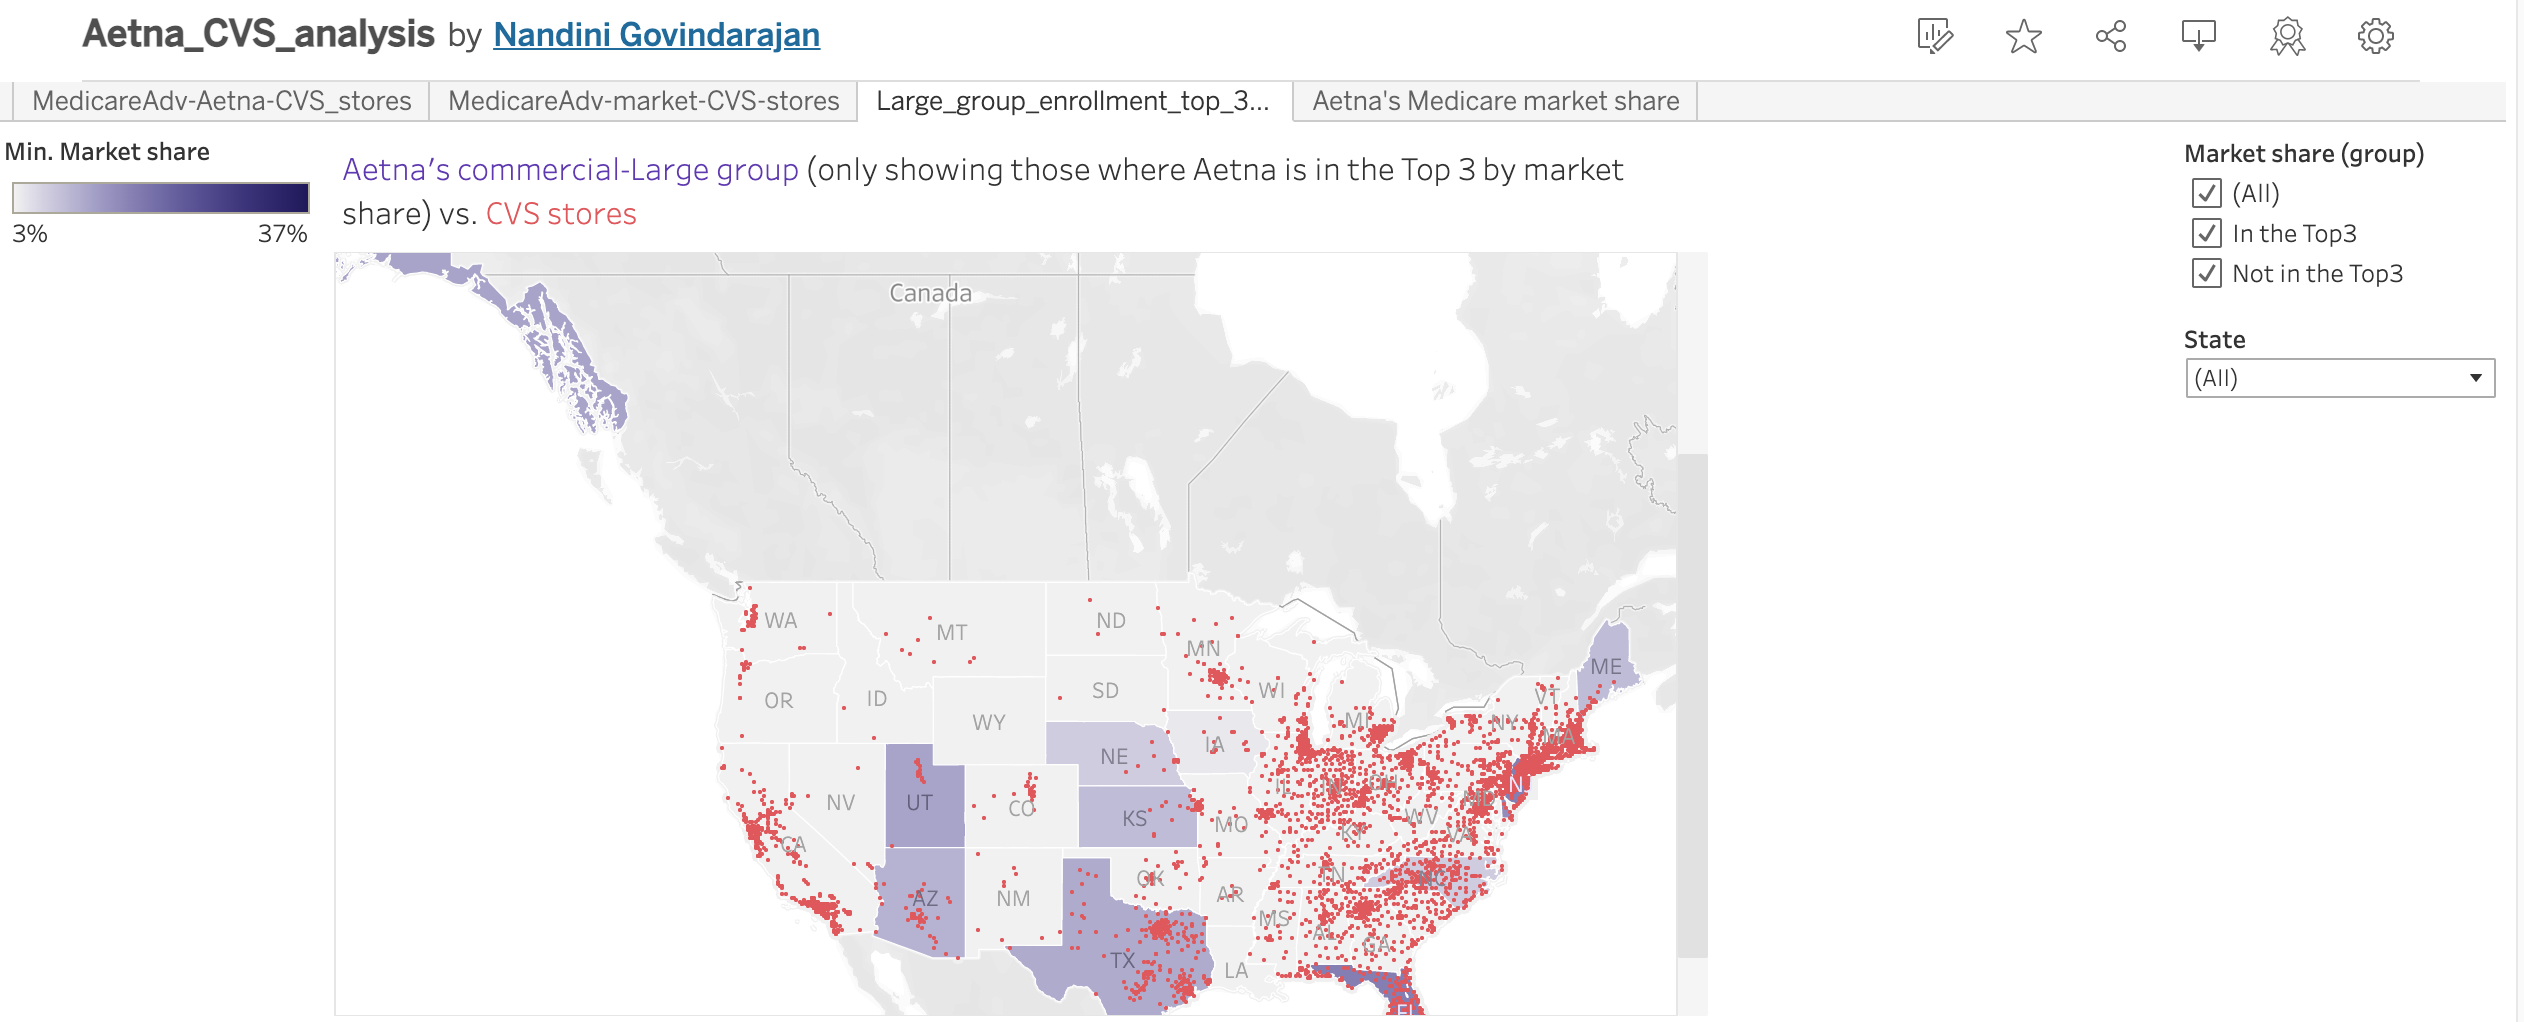 Aetna_CVS_analysis by Nandini Govindarajan
MedicareAdv-Aetna-CVS_stores
MedicareAdv-market-CVS-stores
Large_group_enrollment_top_3...
Aetna's Medicare market share
Min. Market share
3%
37%
Aetna's commercial-Large group (only showing those where Aetna is in the Top 3 by market
share) vs. CVS stores
Market share (group)
(All)
In the Top3
Not in the Top3
State
(All)
Canada
WA
MT
ND
MN
ME
OR
ID
SD
WI
VT
WY
MI
NY
MA
NE
IA
NV
UT
CO
IL
IN
OH
MD
N
KS
MO
WV
CA
KY
VA
AZ
NM
OK
AR
TN
NC
MS
AL
GA
TX
LA
FL